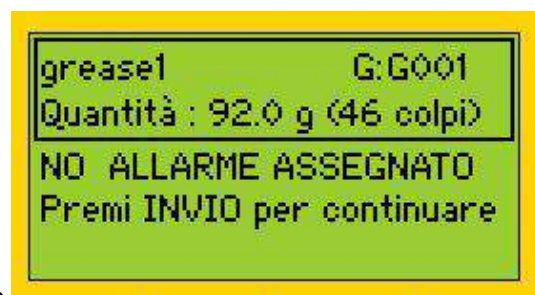 grease1 G:G001
Quantità : 92.0 g (46 colpi)
NO ALLARME ASSEGNATO
Premi INVIO per continuare